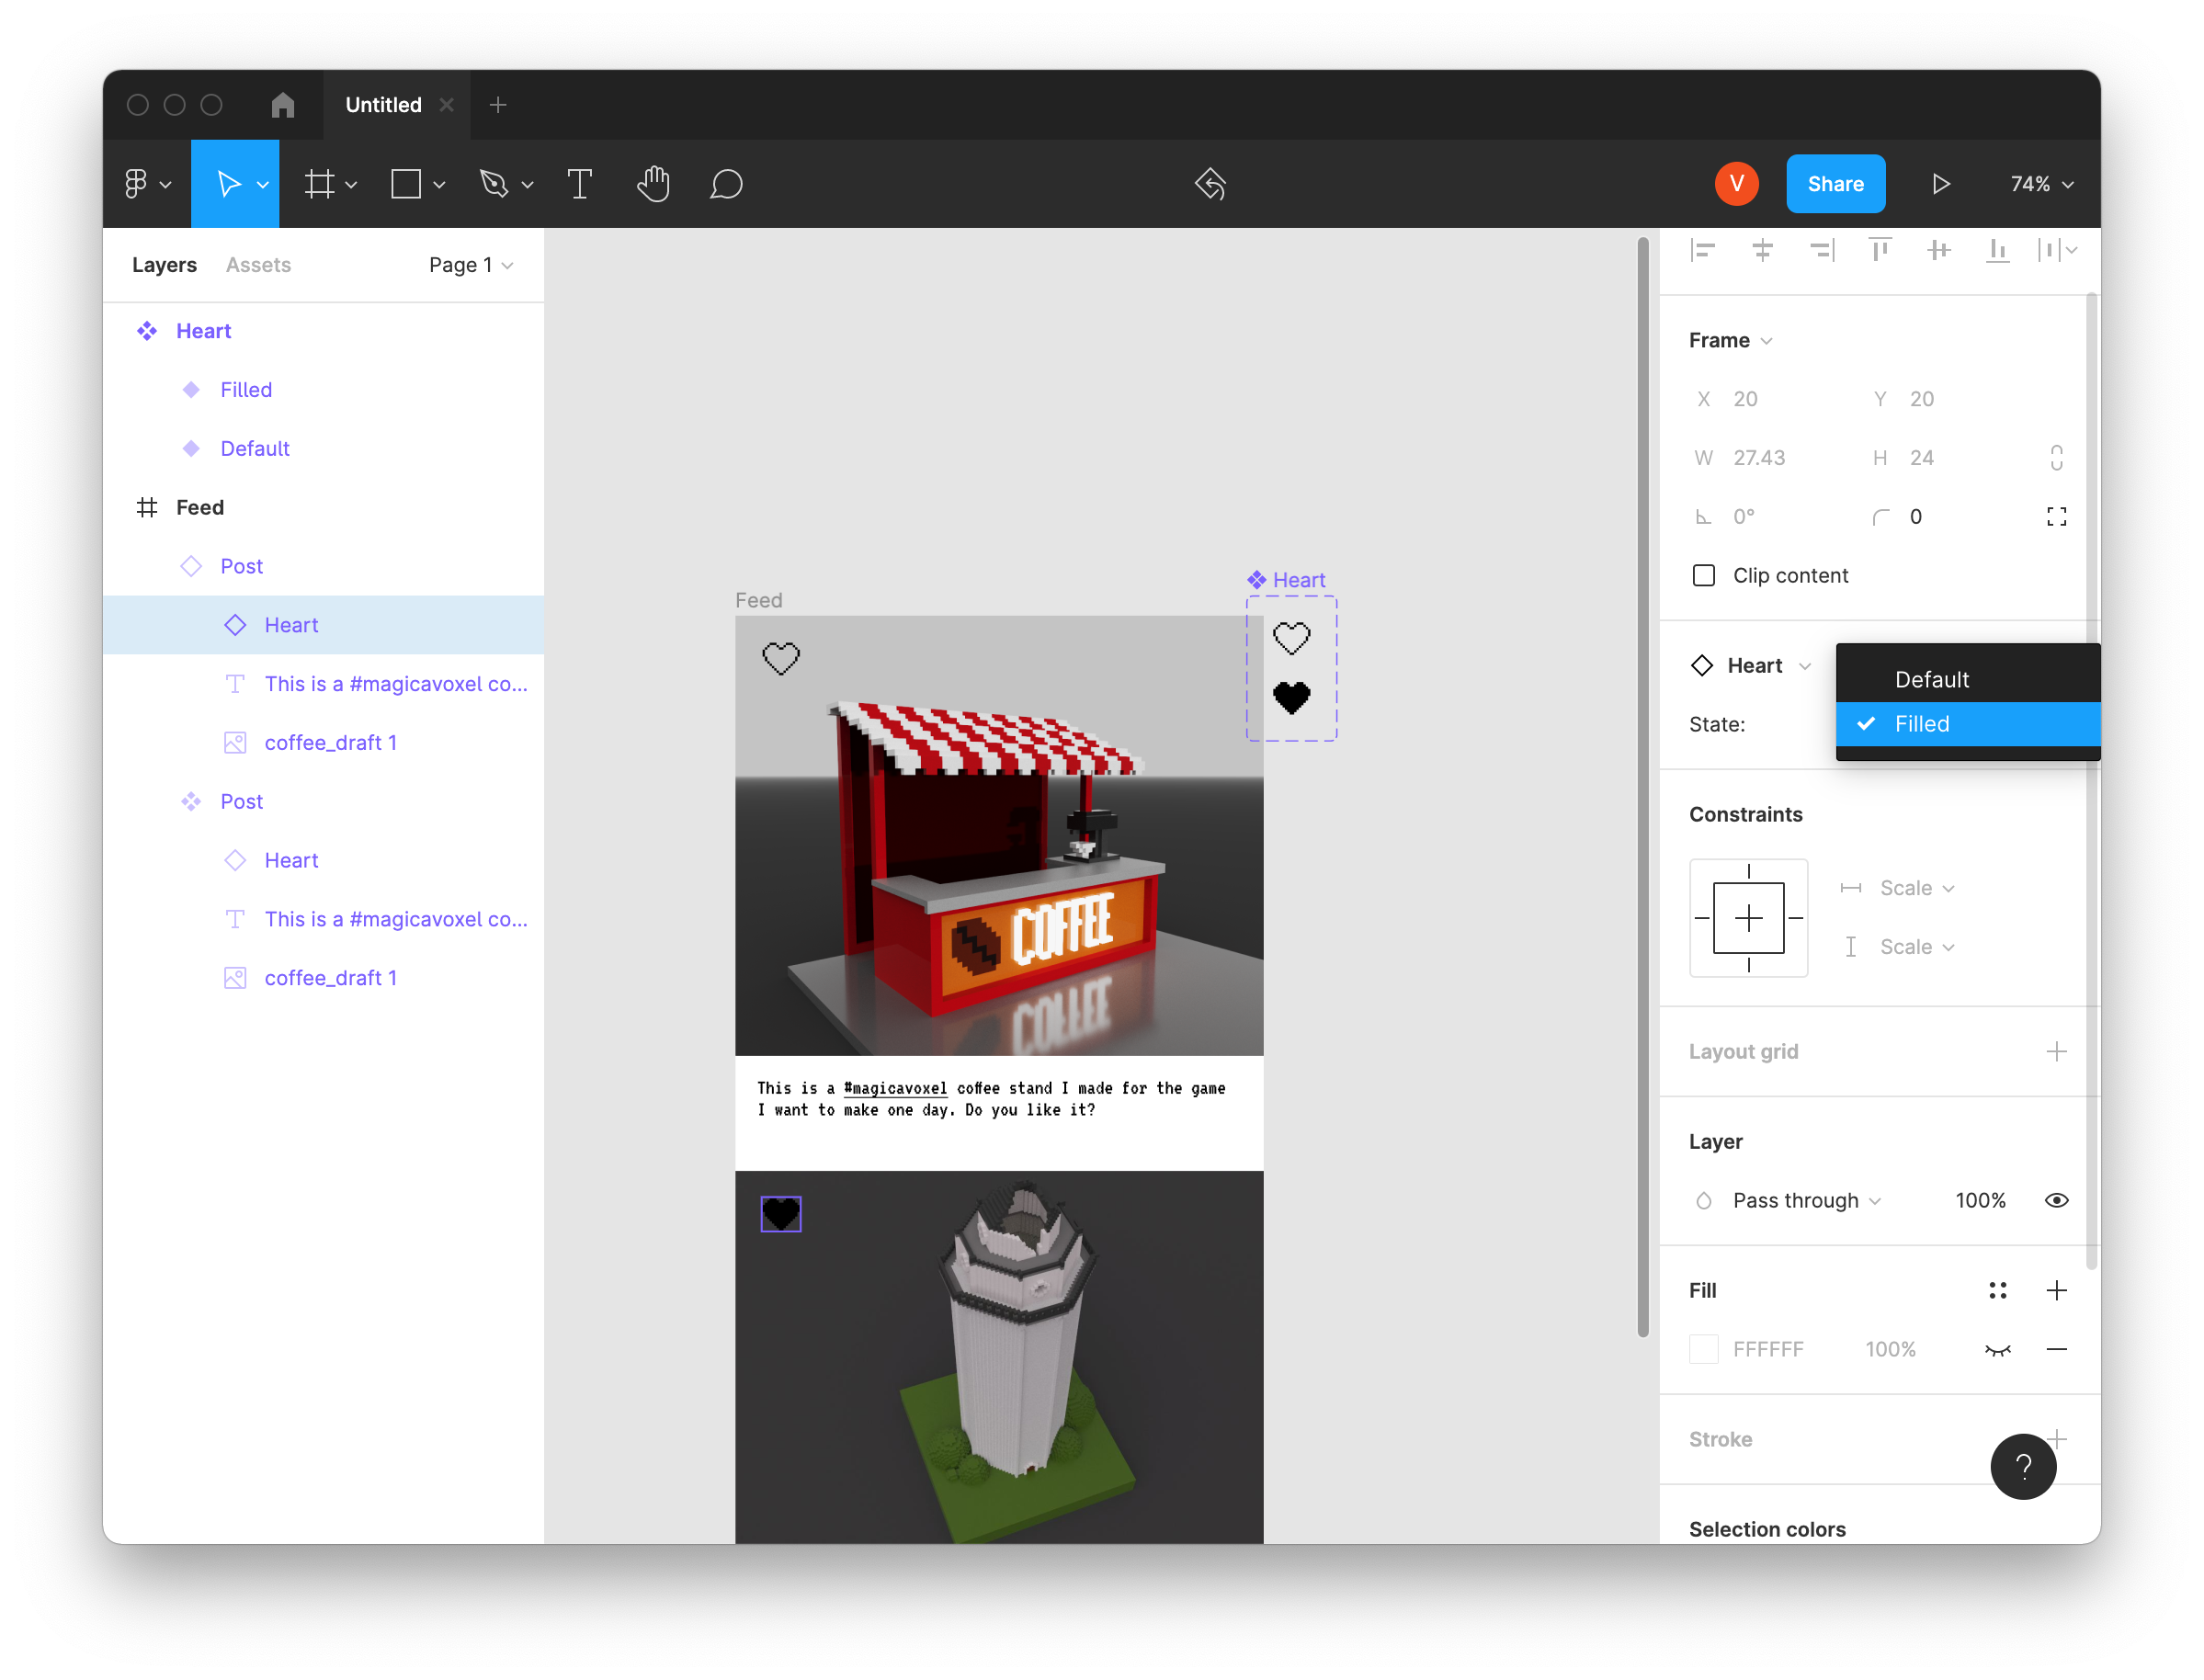 Untitled
V
Share
74%
Layers
Assets
Page 1
Heart
Filled
Default
Feed
Post
Heart
This is a #magicavoxel co...
coffee_draft 1
Post
Heart
This is a #magicavoxel co...
coffee_draft 1
Feed
Heart
COFFEE
This is a #magicavoxel coffee stand I made for the game
I want to make one day. Do you like it?
Frame
X 20
Y 20
W 27.43
H 24
0°
0
Clip content
Heart
Default
State:
Filled
Constraints
Scale
Scale
Layout grid
Layer
Pass through
100%
Fill
FFFFFF
100%
Stroke
?
Selection colors